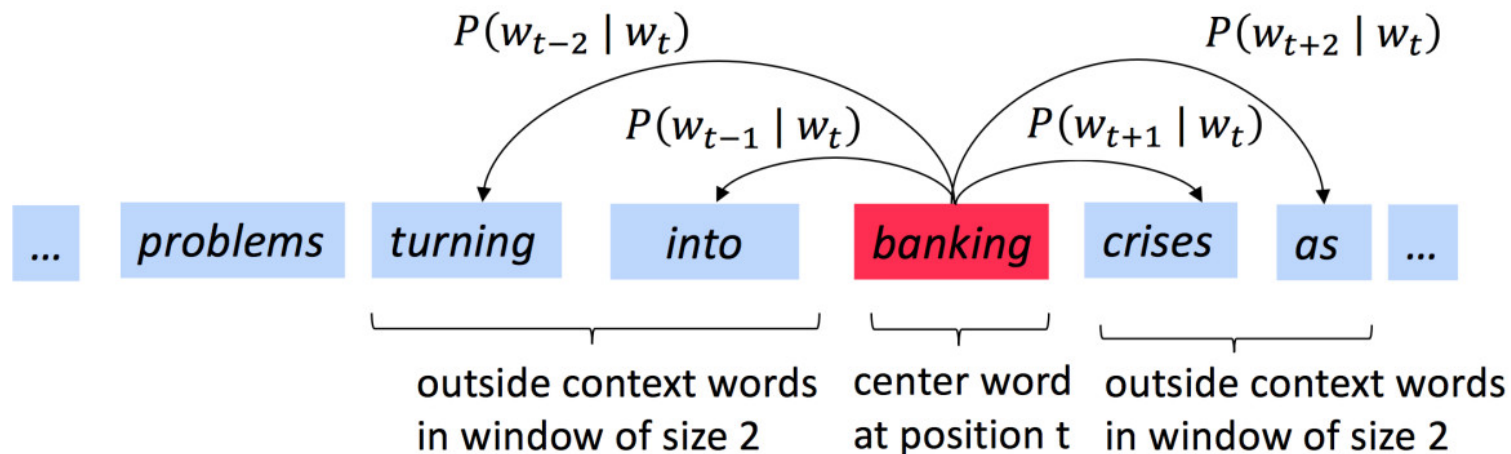 P(w_{t−2} | w_t) P(w_{t+2} | w_t)
P(w_{t−1} | w_t) P(w_{t+1} | w_t)
... problems turning into banking crises as ...
outside context words center word outside context words
in window of size 2 at position t in window of size 2